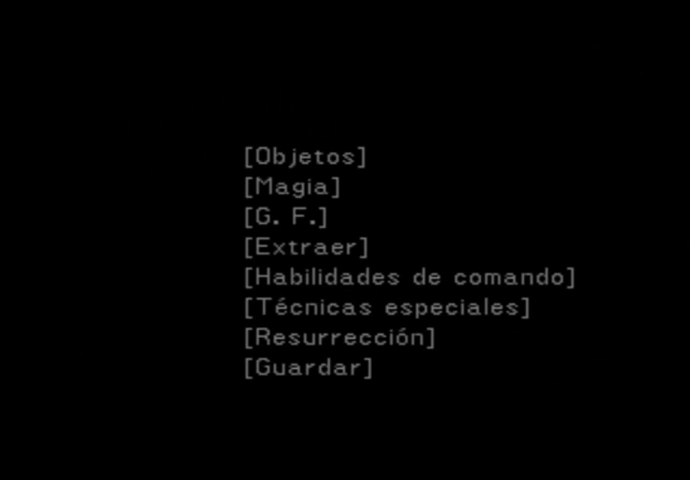 [Objetos]
[Magia]
[G. F.]
[Extraer]
[Habilidades de comando]
[Técnicas especiales]
[Resurrección]
[Guardar]